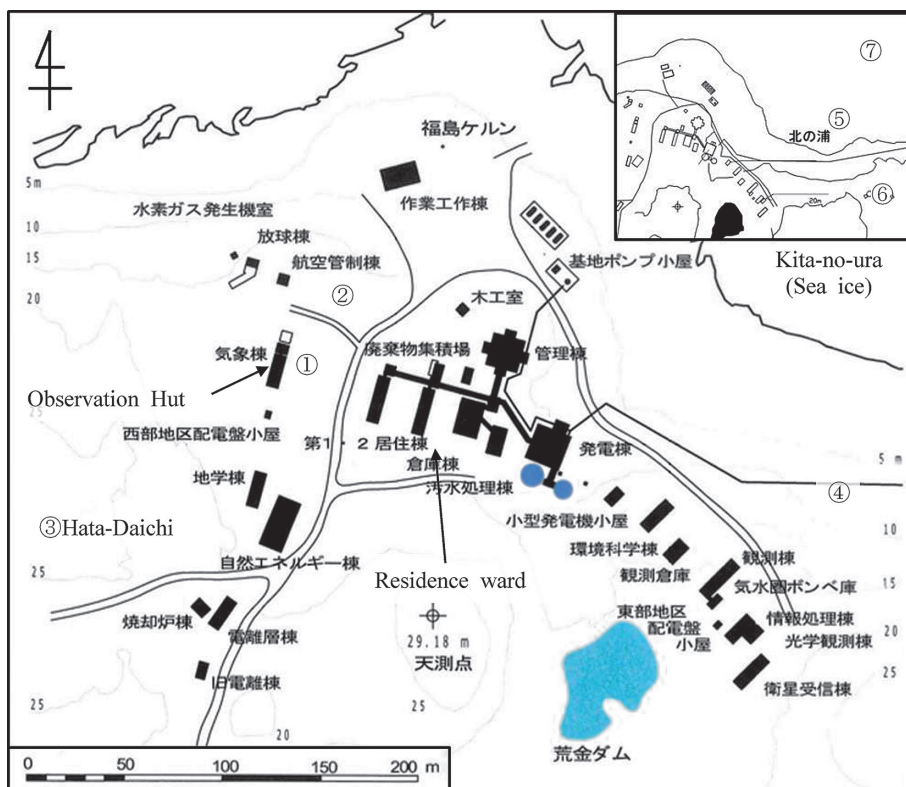 ⑦
⑤
北の浦
⑥
20m
福島ケルン
5m
作業工作棟
水素ガス発生機室
10
放球棟
15
航空管制棟
基地ポンプ小屋
Kita-no-ura
(Sea ice)
20
②
木工室
気象棟
①
廃棄物集積場
管理棟
Observation Hut
25
西部地区配電盤小屋
第1・2居住棟
発電棟
5m
倉庫棟
地学棟
汚水処理棟
④
小型発電機小屋
10
③Hata-Daichi
環境科学棟
観測棟
自然エネルギー棟
観測倉庫
気水圏ボンベ庫
25
Residence ward
15
焼却炉棟
東部地区
配電盤
小屋
情報処理棟
電離層棟
29.18 m
天測点
20
光学観測棟
旧電離棟
25
衛星受信棟
25
25
20
荒金ダム
0 50 100 150 200 m